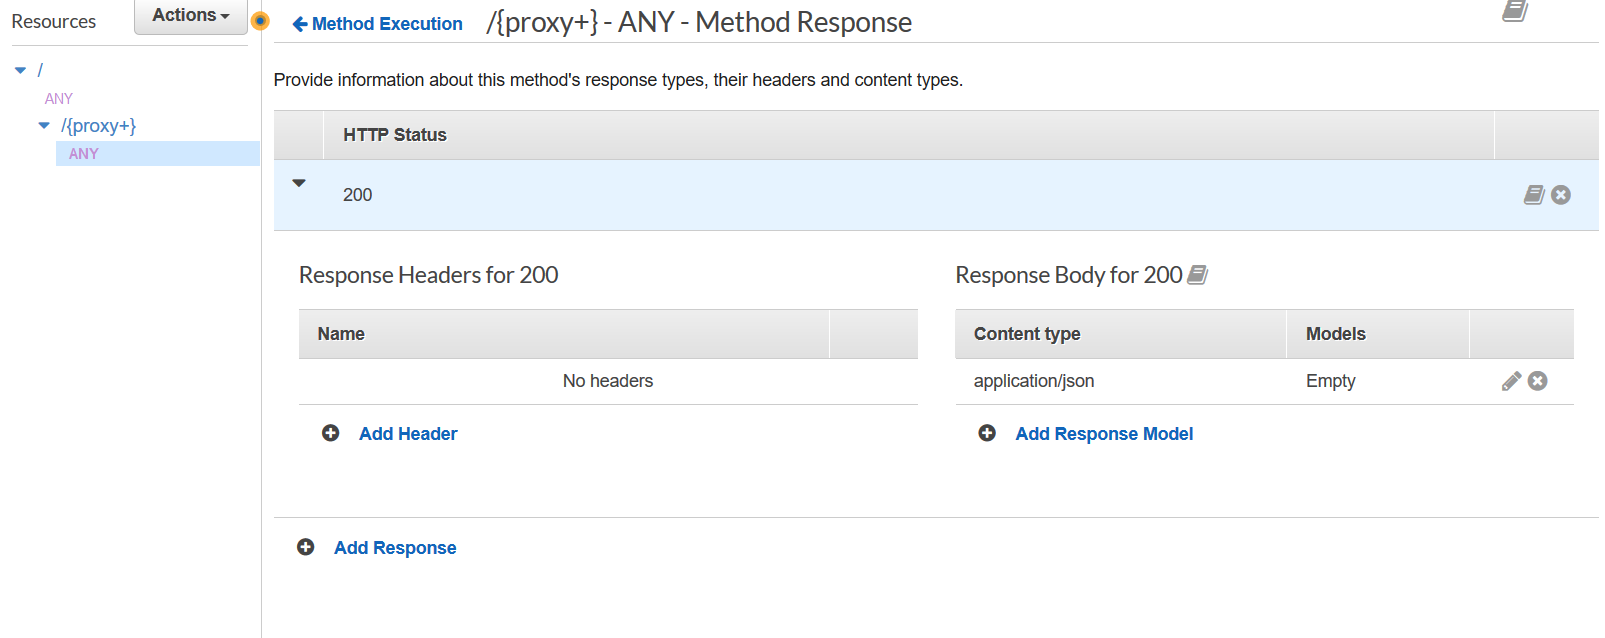 Resources
Actions
Method Execution
/{proxy+} - ANY - Method Response
/
ANY
/{proxy+}
ANY
Provide information about this method's response types, their headers and content types.
HTTP Status
200
Response Headers for 200
Name
No headers
Add Header
Response Body for 200
Content type Models
application/json Empty
Add Response Model
Add Response